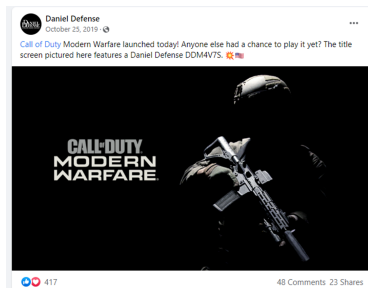 Daniel Defense
October 25, 2019 ·
Call of Duty Modern Warfare launched today! Anyone else had a chance to play it yet? The title
screen pictured here features a Daniel Defense DDM4V7S.
CALL OF DUTY
MODERN
WARFARE
417
48 Comments 23 Shares